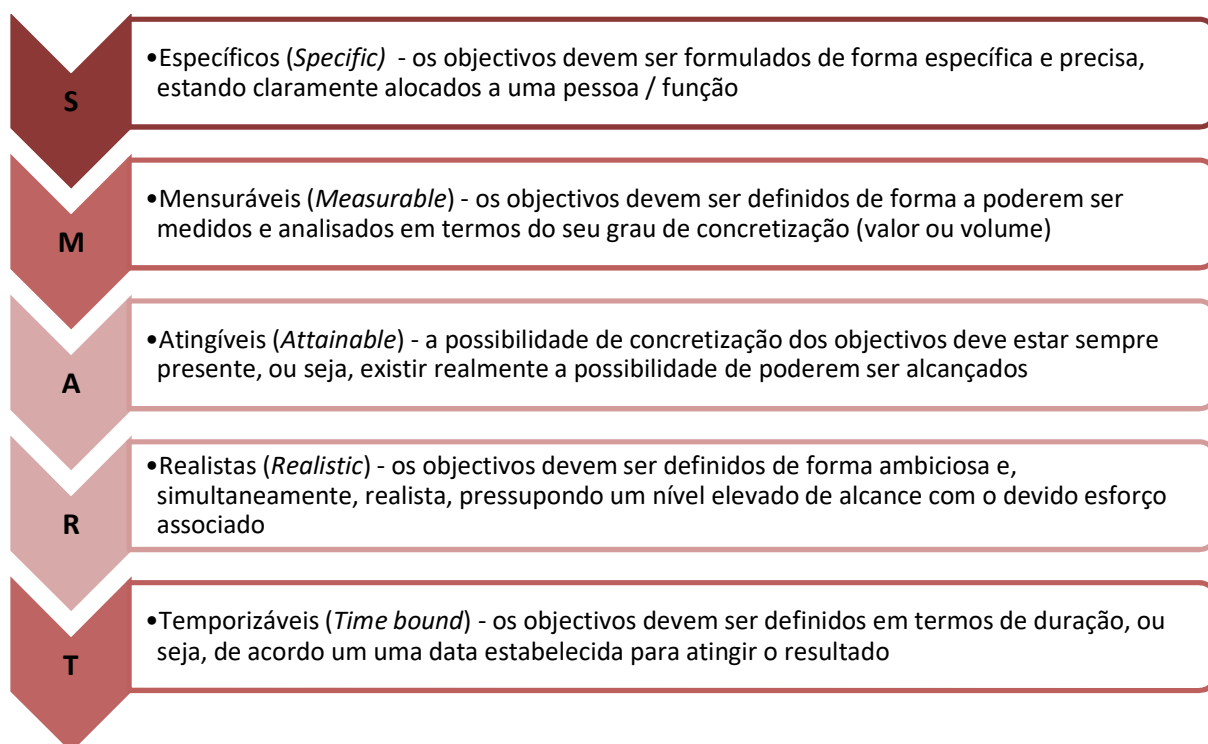 S
•Específicos (Specific) - os objectivos devem ser formulados de forma específica e precisa,
estando claramente alocados a uma pessoa / função
M
•Mensuráveis (Measurable) - os objectivos devem ser definidos de forma a poderem ser
medidos e analisados em termos do seu grau de concretização (valor ou volume)
A
•Atingíveis (Attainable) - a possibilidade de concretização dos objectivos deve estar sempre
presente, ou seja, existir realmente a possibilidade de poderem ser alcançados
R
•Realistas (Realistic) - os objectivos devem ser definidos de forma ambiciosa e,
simultaneamente, realista, pressupondo um nível elevado de alcance com o devido esforço
associado
T
•Temporizáveis (Time bound) - os objectivos devem ser definidos em termos de duração, ou
seja, de acordo um uma data estabelecida para atingir o resultado